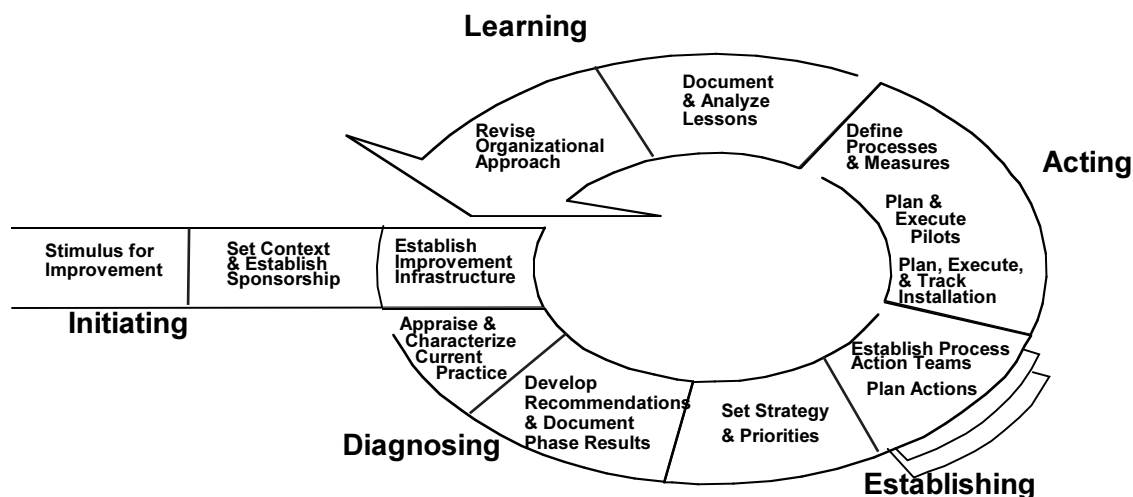 Learning
Document
& Analyze
Lessons
Revise
Organizational
Approach
Define
Processes
& Measures
Acting
Plan &
Execute
Pilots
Plan, Execute,
& Track
Installation
Stimulus for
Improvement
Set Context
& Establish
Sponsorship
Establish
Improvement
Infrastructure
Initiating
Appraise &
Characterize
Current
Practice
Develop
Recommendations
& Document
Phase Results
Diagnosing
Set Strategy
& Priorities
Establish Process
Action Teams
Plan Actions
Establishing